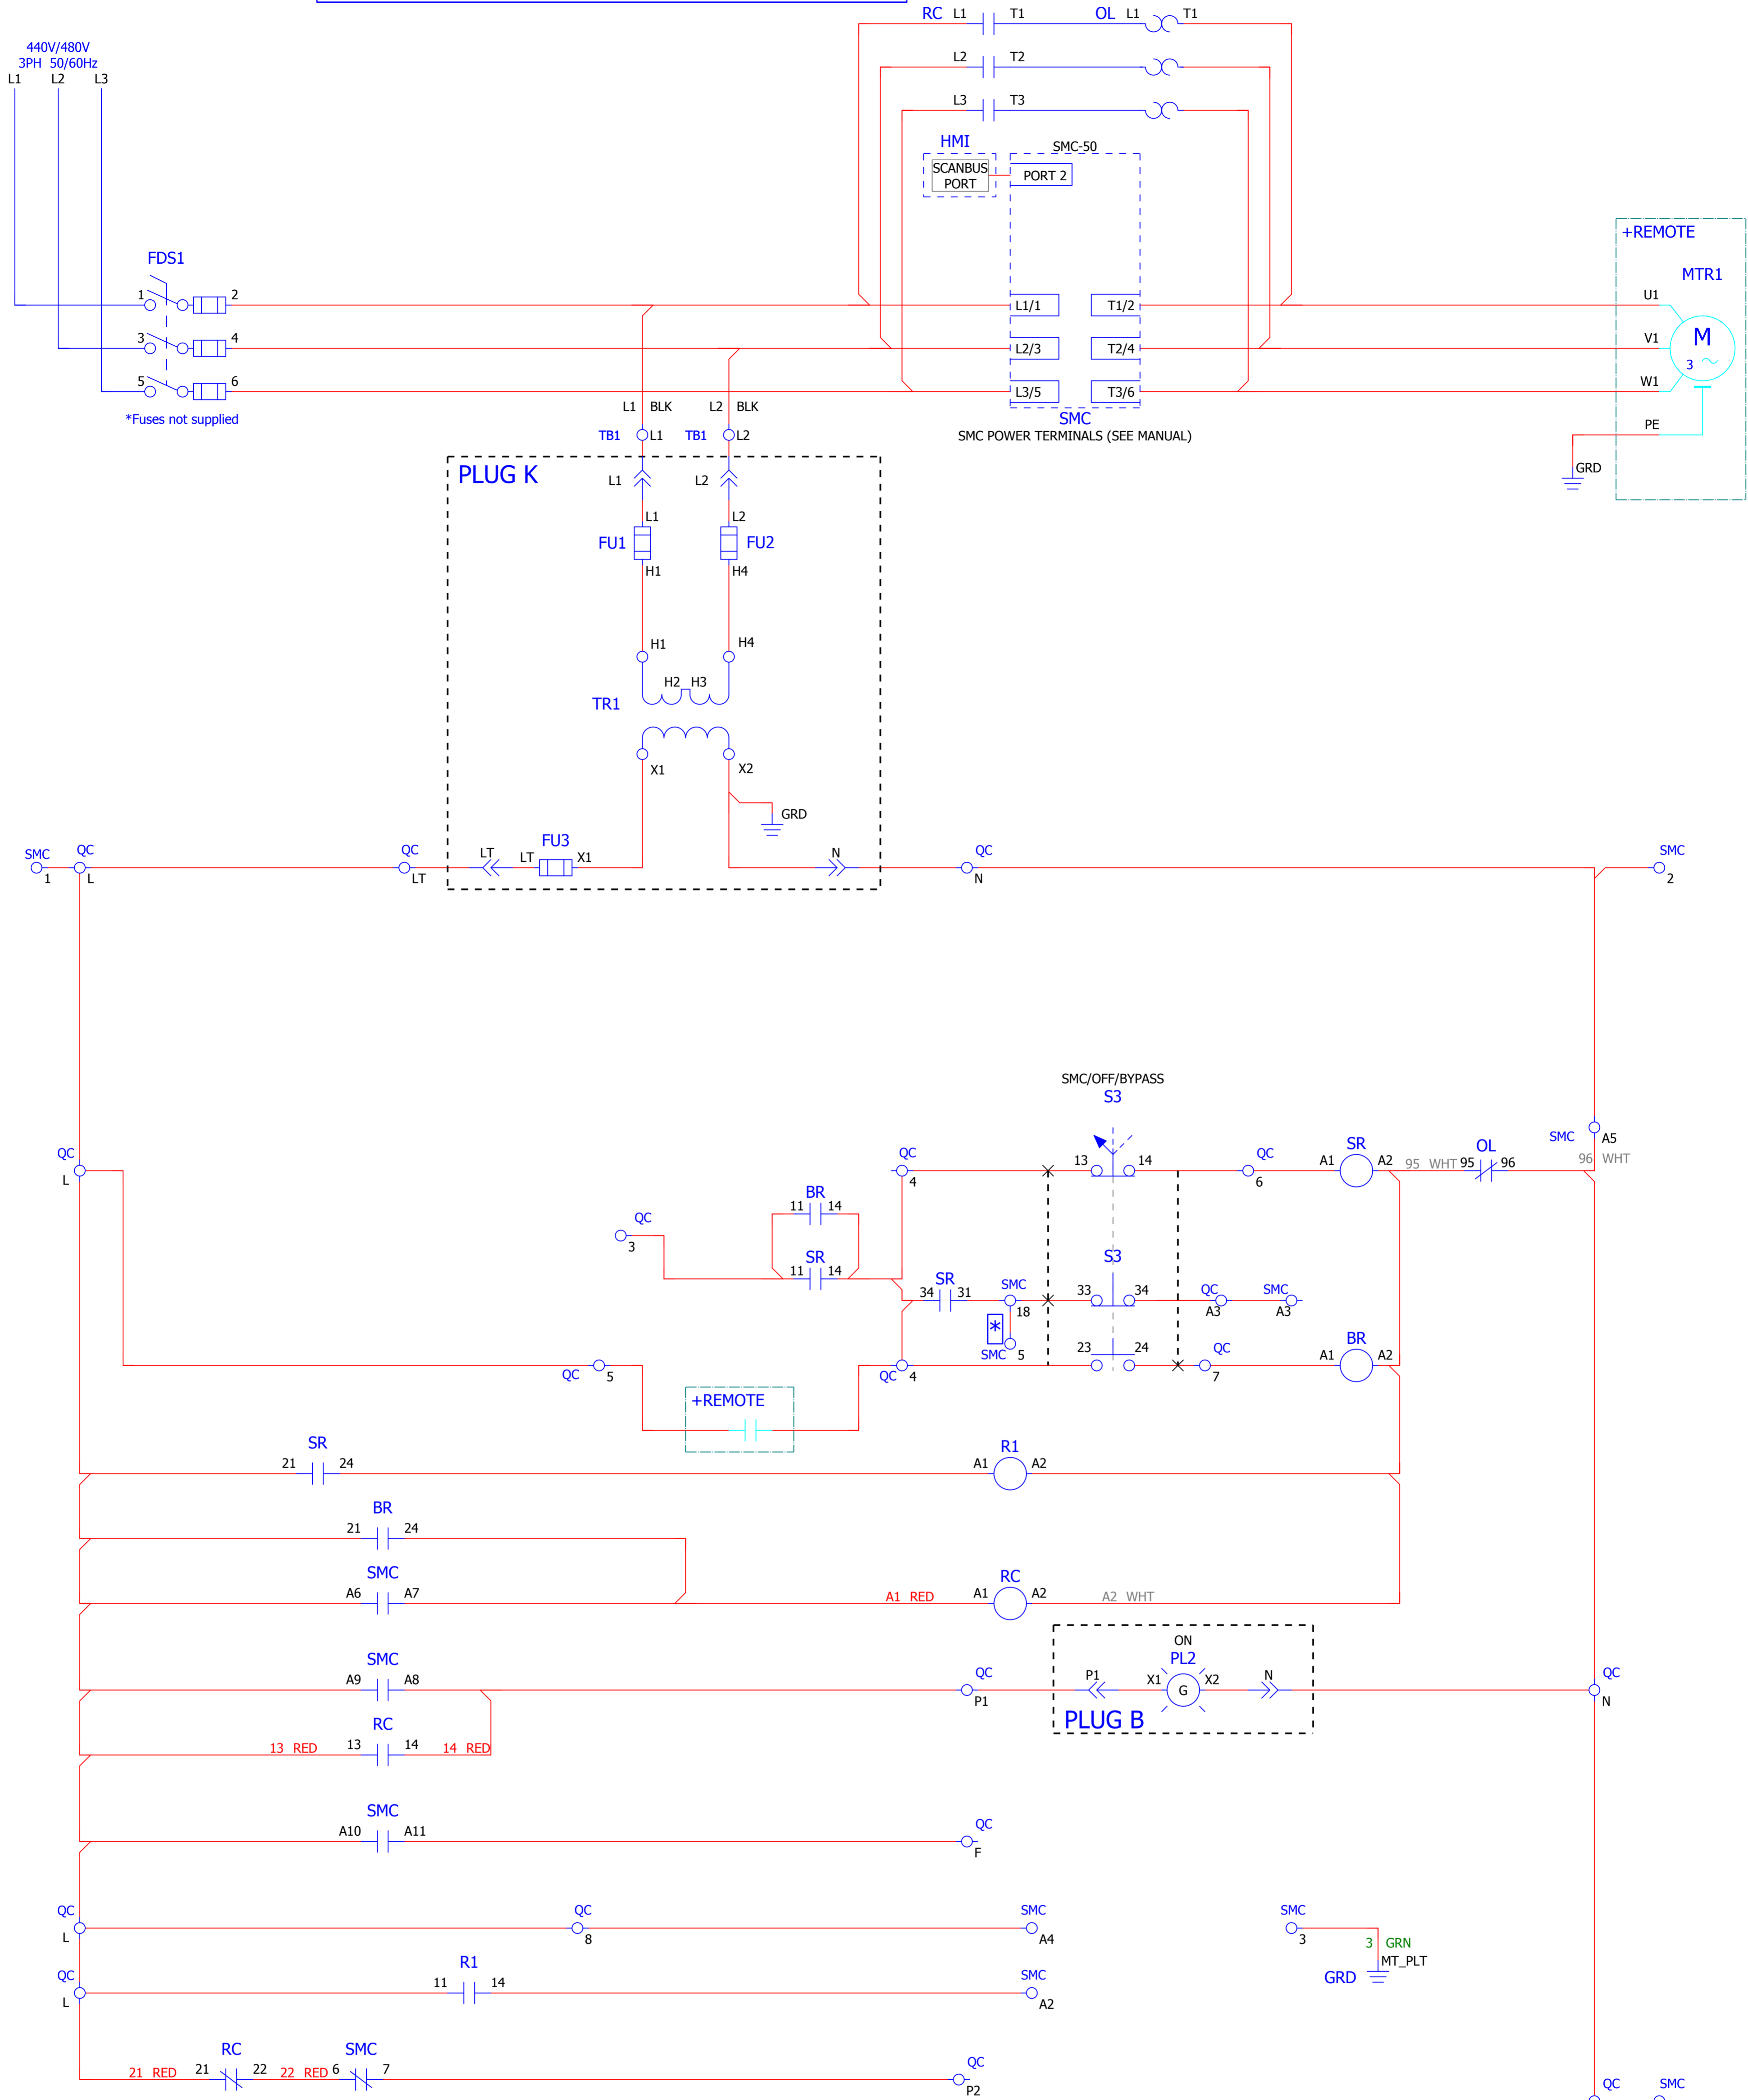 RC L1 T1 OL L1 T1
440V/480V
3PH 50/60Hz
L1 L2 L3
L2 T2
L3 T3
HMI
SMC-50
SCANBUS
PORT
PORT 2
+REMOTE
MTR1
FDS1
1 2
L1/1 T1/2
U1
3 4
L2/3 T2/4
V1
M
3
5 6
L3/5 T3/6
W1
*Fuses not supplied
L1 BLK L2 BLK
SMC
PE
TB1 L1 TB1 L2
SMC POWER TERMINALS (SEE MANUAL)
GRD
PLUG K
L1 L2
L1 L2
FU1 FU2
H1 H4
H1 H4
H2 H3
TR1
X1 X2
GRD
FU3
SMC QC QC LT LT X1 N QC SMC
1 L LT N 2
SMC/OFF/BYPASS
S3
SMC A5
QC QC 13 14 QC SR OL
A1 A2 95 WHT 95 96 96 WHT
L 4 6
BR
11 14
QC
3
SR
11 14
S3
SR
34 31 SMC 33 34 QC SMC
18 A3 A3
*
SMC 5
23 24 QC BR
A1 A2
QC 5 QC 4 7
+REMOTE
SR R1
21 24 A1 A2
BR
21 24
SMC RC
A6 A7 A1 RED A1 A2 A2 WHT
ON
SMC PL2
A9 A8 QC P1 X1 G X2 N QC
P1 N
PLUG B
RC
13 RED 13 14 14 RED
SMC
A10 A11 QC
F
QC QC SMC SMC
L 8 A4 3
3 GRN
MT_PLT
GRD
QC R1 SMC
11 14
L A2
RC SMC
21 RED 21 22 22 RED 6 7 QC
P2
QC SMC